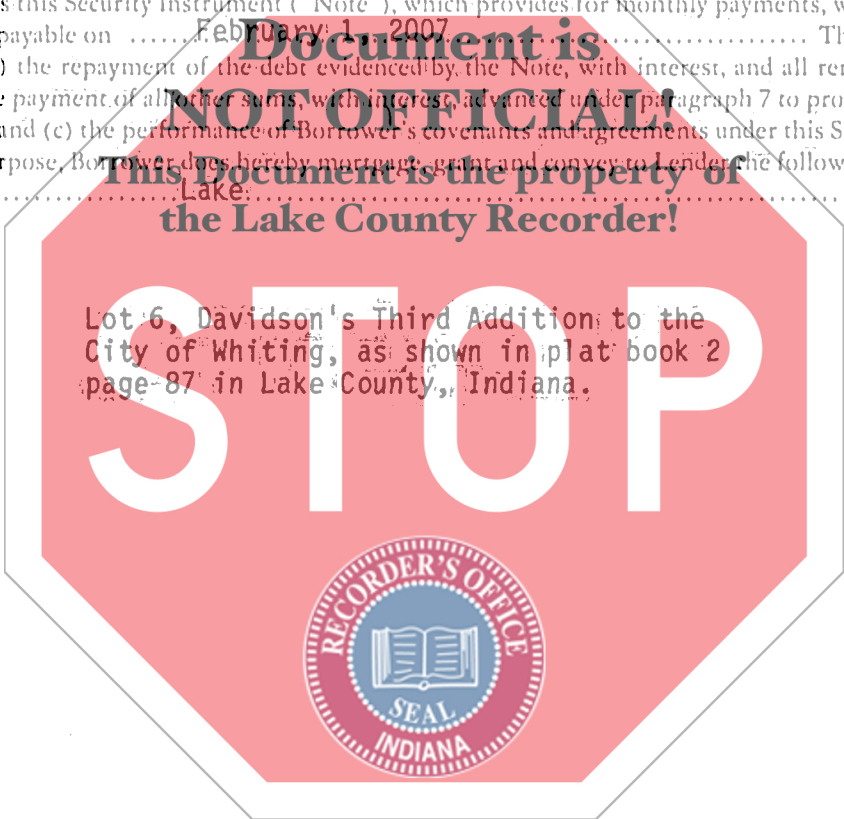 s this Security Instrument ("Note"), which provides for monthly payments, w
payable on ...... February 1, 2007 .................................... Th
) the repayment of the debt evidenced by the Note, with interest, and all ren
payment of all other sums, with interest, advanced under paragraph 7 to pro
and (c) the performance of Borrower's covenants and agreements under this S
rpose, Borrower does hereby mortgage, grant and convey to Lender the follow
Lake
Document is
NOT OFFICIAL!
This Document is the property of
the Lake County Recorder!
Lot 6, Davidson's Third Addition to the
City of Whiting, as shown in plat book 2
page 87 in Lake County, Indiana.
STOP
RECORDER'S OFFICE
SEAL
INDIANA